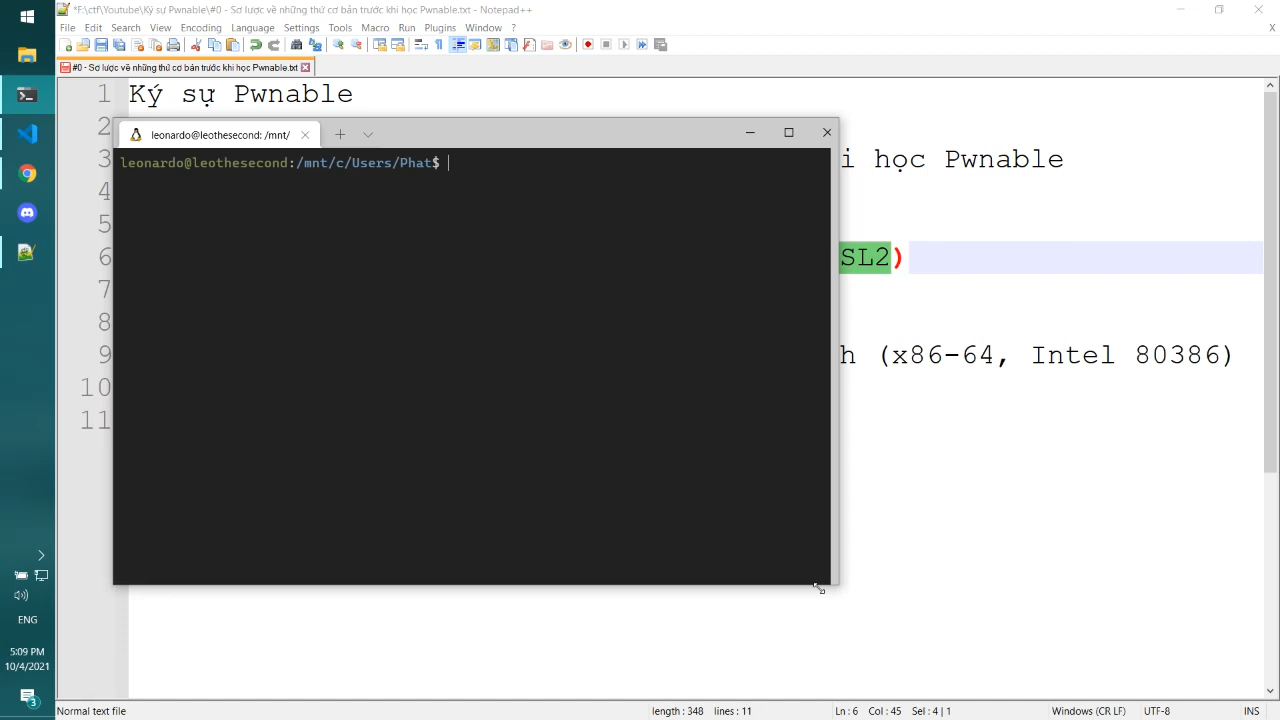 *F:\ctf\Youtube\Ký sự Pwnable\#0 - Sơ lược về những thứ cơ bản trước khi học Pwnable.txt - Notepad++
File Edit Search View Encoding Language Settings Tools Macro Run Plugins Window ?
#0 - Sơ lược về những thứ cơ bản trước khi học Pwnable.txt
1 Ký sự Pwnable
2
leonardo@leothesecond: /mnt/
3 i học Pwnable
leonardo@leothesecond:/mnt/c/Users/Phat$
4
5
6 SL2)
7
8
9 h (x86-64, Intel 80386)
10
11
ENG
5:09 PM
10/4/2021
3
Normal text file length : 348 lines : 11 Ln : 6 Col : 45 Sel : 4 | 1 Windows (CR LF) UTF-8 INS